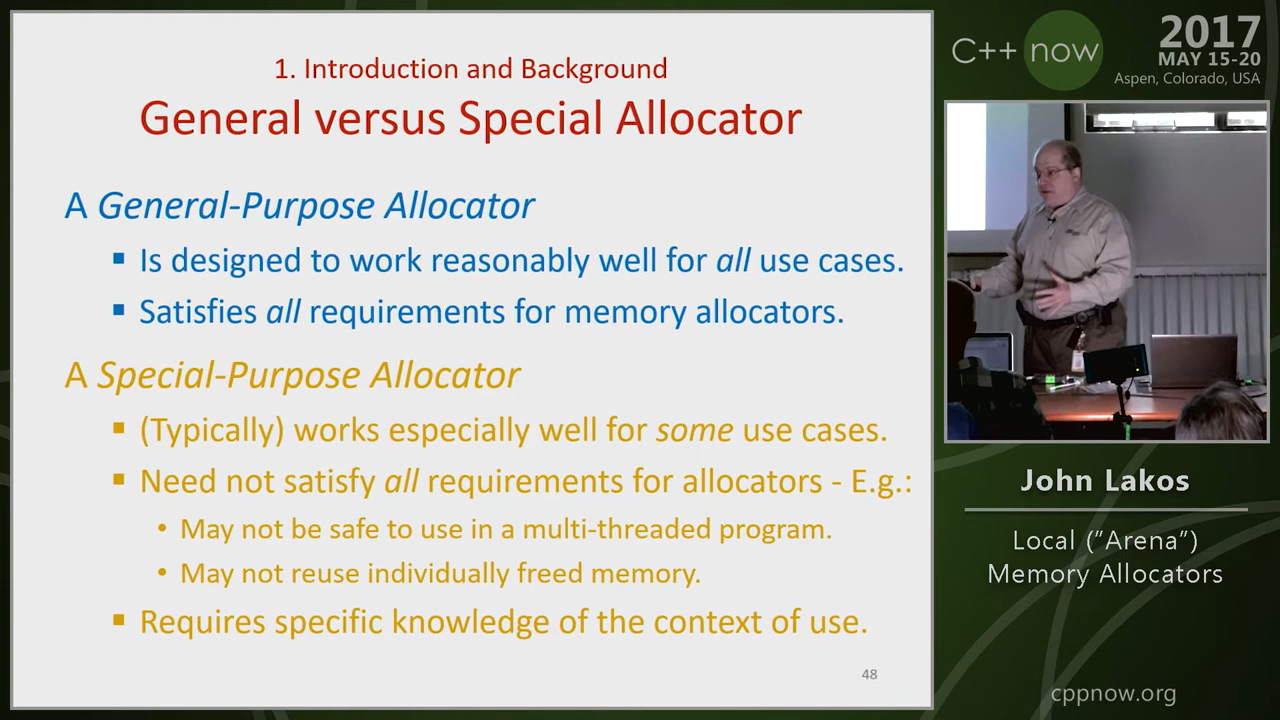 1. Introduction and Background
General versus Special Allocator
A General-Purpose Allocator
▪ Is designed to work reasonably well for all use cases.
▪ Satisfies all requirements for memory allocators.
A Special-Purpose Allocator
▪ (Typically) works especially well for some use cases.
▪ Need not satisfy all requirements for allocators - E.g.:
• May not be safe to use in a multi-threaded program.
• May not reuse individually freed memory.
▪ Requires specific knowledge of the context of use.
48
C++ now
2017
MAY 15-20
Aspen, Colorado, USA
John Lakos
Local ("Arena")
Memory Allocators
cppnow.org